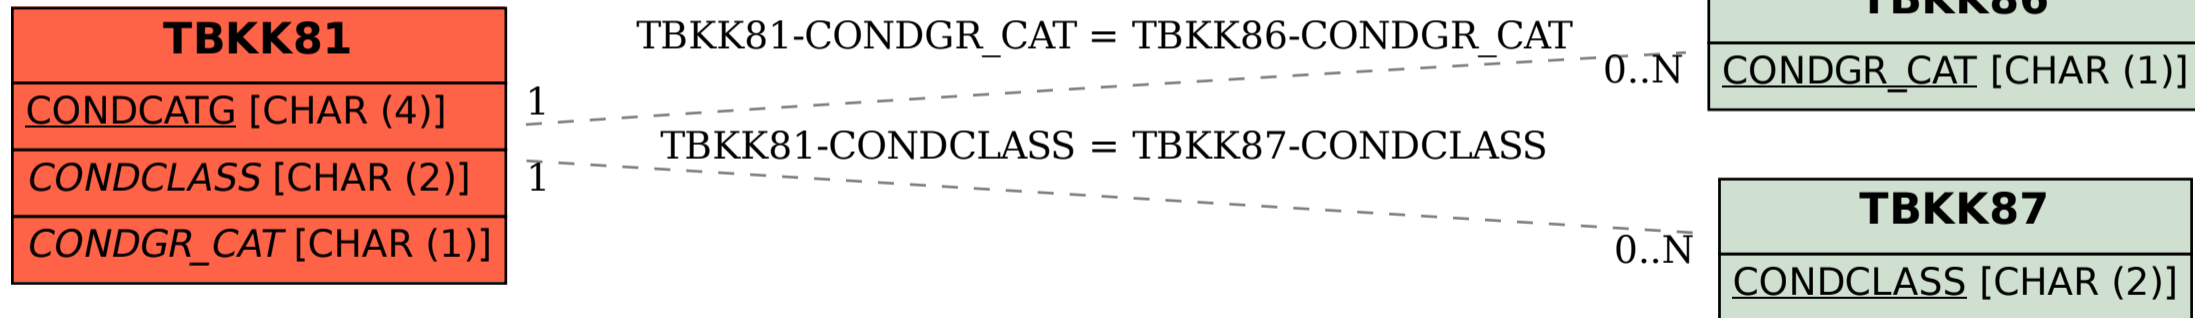 TBKK81
CONDCATG [CHAR (4)]
CONDCLASS [CHAR (2)]
CONDGR_CAT [CHAR (1)]
TBKK81-CONDGR_CAT = TBKK86-CONDGR_CAT
1
0..N
TBKK81-CONDCLASS = TBKK87-CONDCLASS
1
0..N
TBKK86
CONDGR_CAT [CHAR (1)]
TBKK87
CONDCLASS [CHAR (2)]